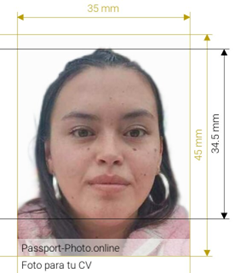 35 mm
45 mm
34.5 mm
Passport-Photo.online
Foto para tu CV